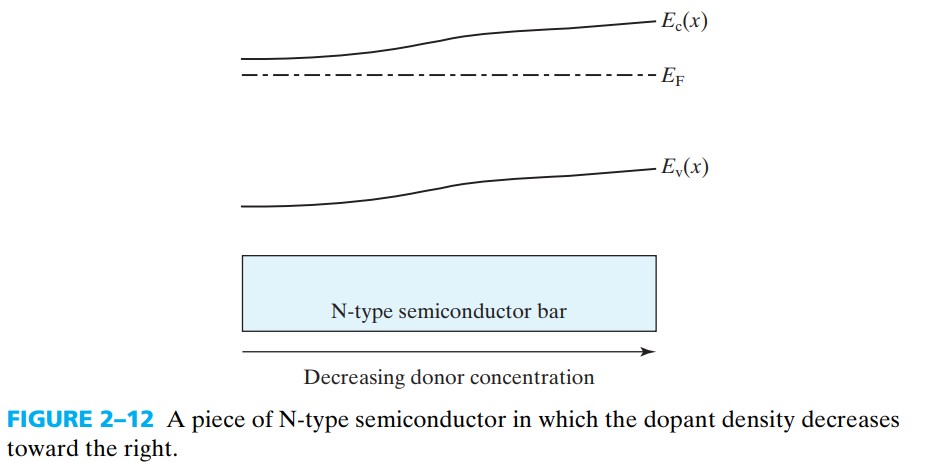 Ec(x)
EF
Ev(x)
N-type semiconductor bar
Decreasing donor concentration
FIGURE 2–12 A piece of N-type semiconductor in which the dopant density decreases
toward the right.